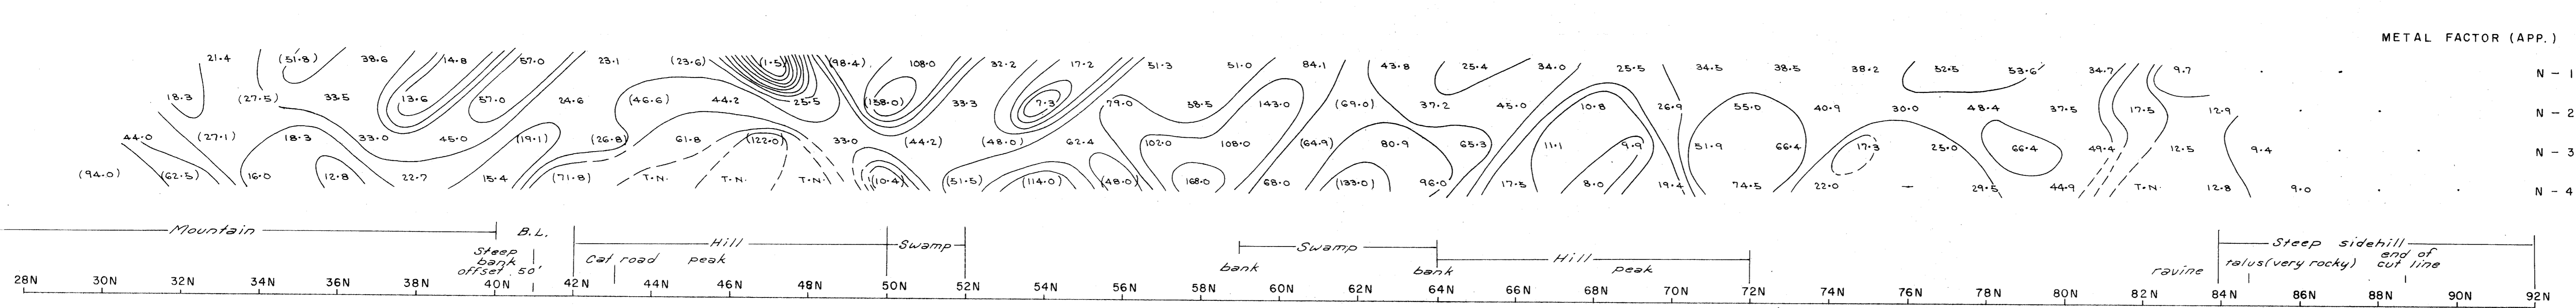 METAL FACTOR (APP.)
21.4 (51.8) 38.6 14.8 57.0 23.1 (23.6) (1.5) (98.4) 108.0 32.2 17.2 51.3 51.0 84.1 43.8 25.4 34.0 25.5 34.5 38.5 38.2 52.5 53.6 34.7 9.7 N - 1
18.3 (27.5) 33.5 13.6 57.0 24.6 (46.6) 44.2 25.5 (158.0) 33.3 7.3 79.0 58.5 143.0 (69.0) 37.2 45.0 10.8 26.9 55.0 40.9 30.0 48.4 37.5 17.5 12.9 N - 2
44.0 (27.1) 18.3 33.0 45.0 (19.1) (26.8) 61.8 (122.0) 33.0 (44.2) (48.0) 62.4 102.0 108.0 (64.9) 80.9 65.3 11.1 9.9 51.9 66.4 17.3 25.0 66.4 49.4 12.5 9.4 N - 3
(94.0) (62.5) 16.0 12.8 22.7 15.4 (71.8) T.N. T.N. T.N. (10.4) (51.5) (114.0) (48.0) 168.0 68.0 (133.0) 96.0 17.5 8.0 19.4 74.5 22.0 — 29.5 44.9 T.N. 12.8 9.0 N - 4
Mountain B.L. Hill Swamp Swamp Hill Steep sidehill
Steep bank offset 50' Cat road peak bank bank peak ravine talus (very rocky) end of cut line
28N 30N 32N 34N 36N 38N 40N 42N 44N 46N 48N 50N 52N 54N 56N 58N 60N 62N 64N 66N 68N 70N 72N 74N 76N 78N 80N 82N 84N 86N 88N 90N 92N